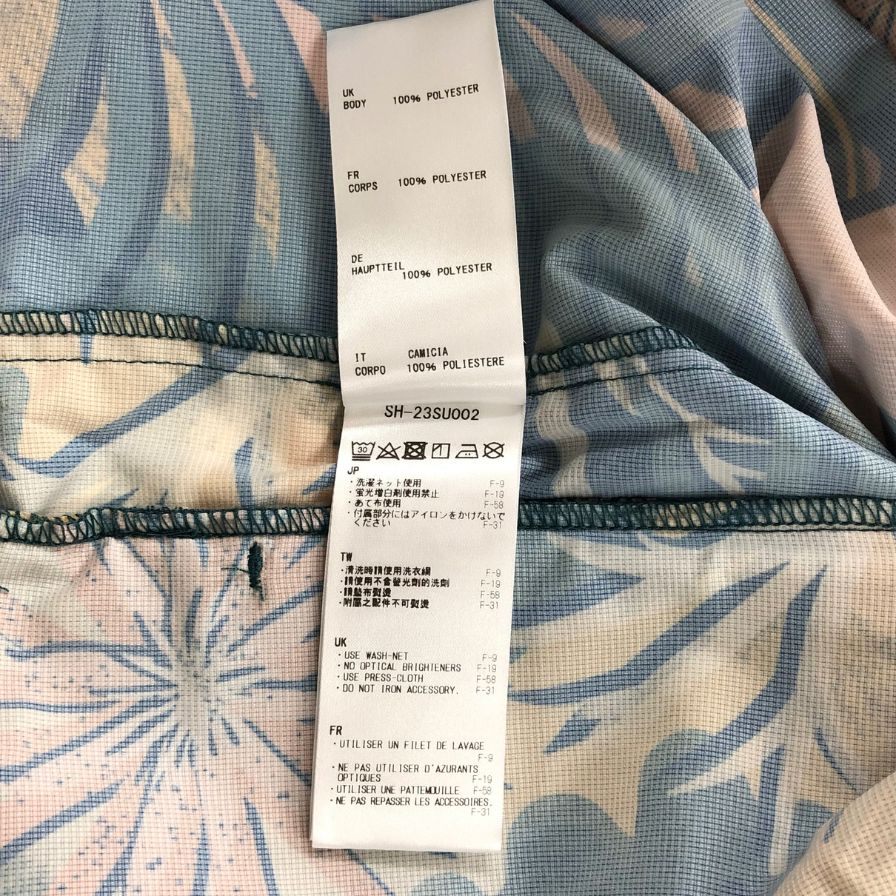 UK
BODY 100% POLYESTER
FR
CORPS 100% POLYESTER
DE
HAUPTTEIL 100% POLYESTER
IT CAMICIA
CORPO 100% POLIESTERE
SH-23SU002
30
JP
・洗濯ネット使用 F-9
・蛍光増白剤使用禁止 F-19
・あて布使用 F-58
・付属部分にはアイロンをかけないで
ください F-31
TW
・清洗時請使用洗衣網 F-9
・請使用不含螢光劑的洗劑 F-19
・請墊布熨燙 F-58
・附屬之配件不可熨燙 F-31
UK
・USE WASH-NET F-9
・NO OPTICAL BRIGHTENERS F-19
・USE PRESS-CLOTH F-58
・DO NOT IRON ACCESSORY. F-31
FR
・UTILISER UN FILET DE LAVAGE
F-9
・NE PAS UTILISER D'AZURANTS
OPTIQUES F-19
・UTILISER UNE PATTEMOUILLE F-58
・NE PAS REPASSER LES ACCESSOIRES.
F-31